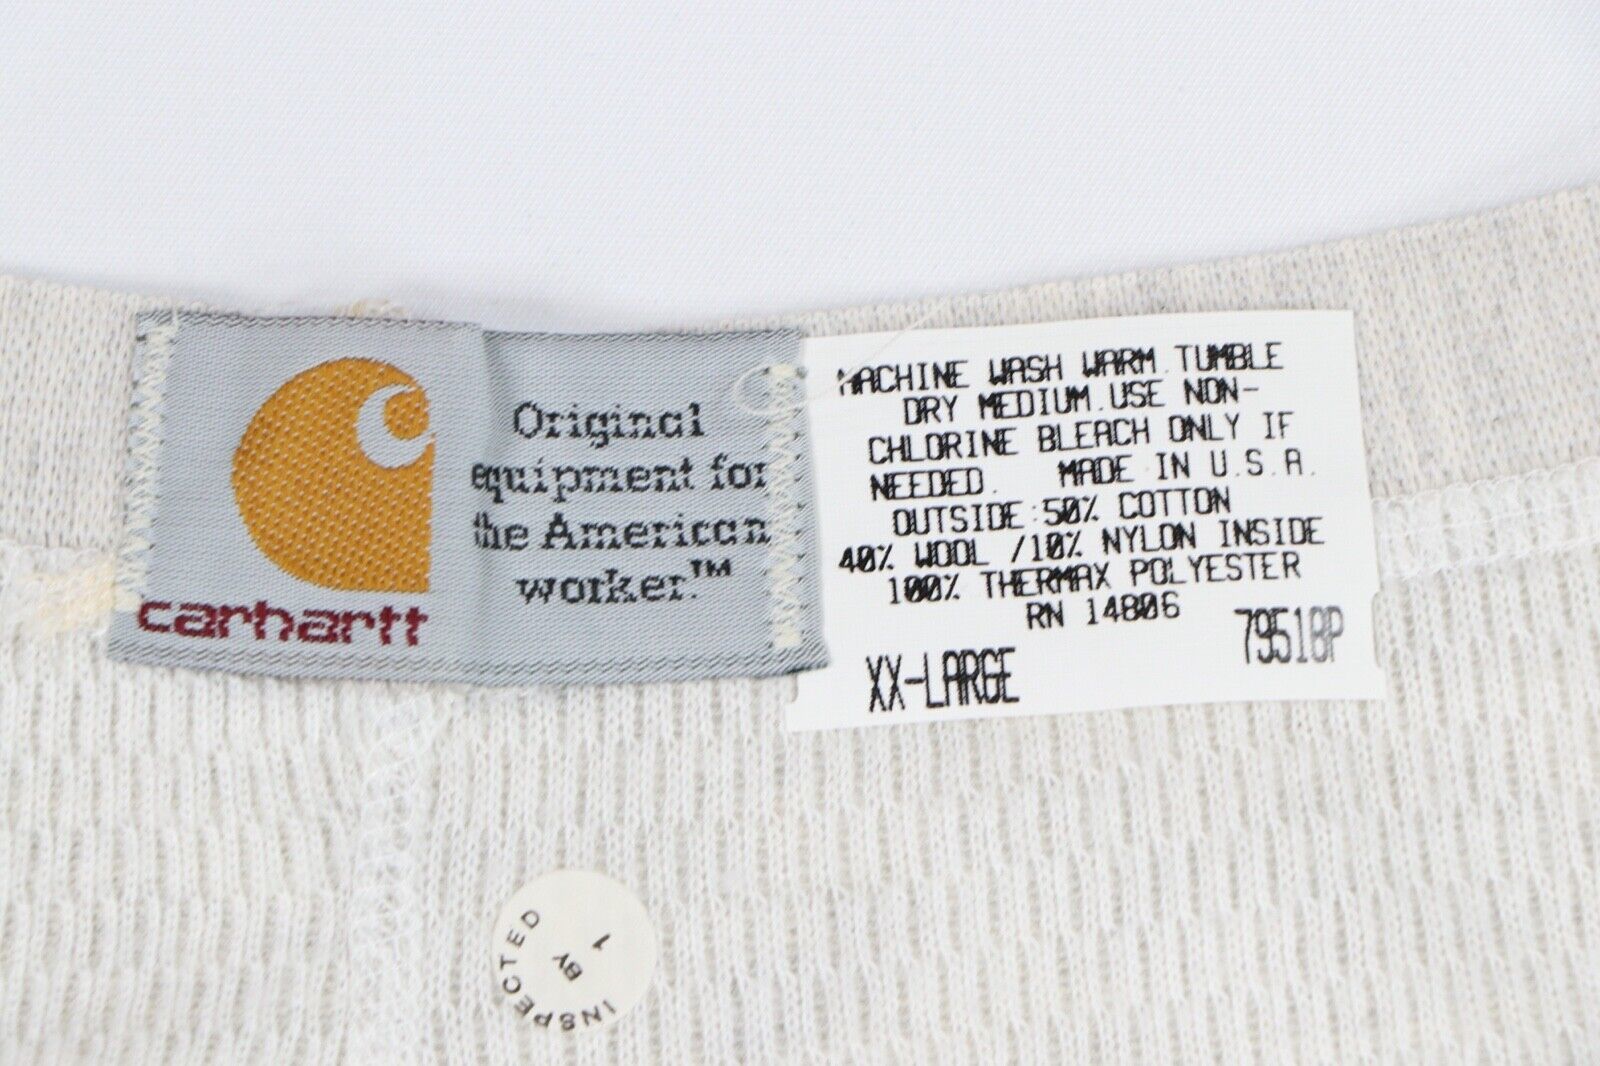 carhartt
Original
equipment for
the American
worker.™
MACHINE WASH WARM.TUMBLE
DRY MEDIUM.USE NON-
CHLORINE BLEACH ONLY IF
NEEDED. MADE IN U.S.A.
OUTSIDE:50% COTTON
40% WOOL /10% NYLON INSIDE
100% THERMAX POLYESTER
RN 14806
XX-LARGE 79518P
INSPECTED
BY
1